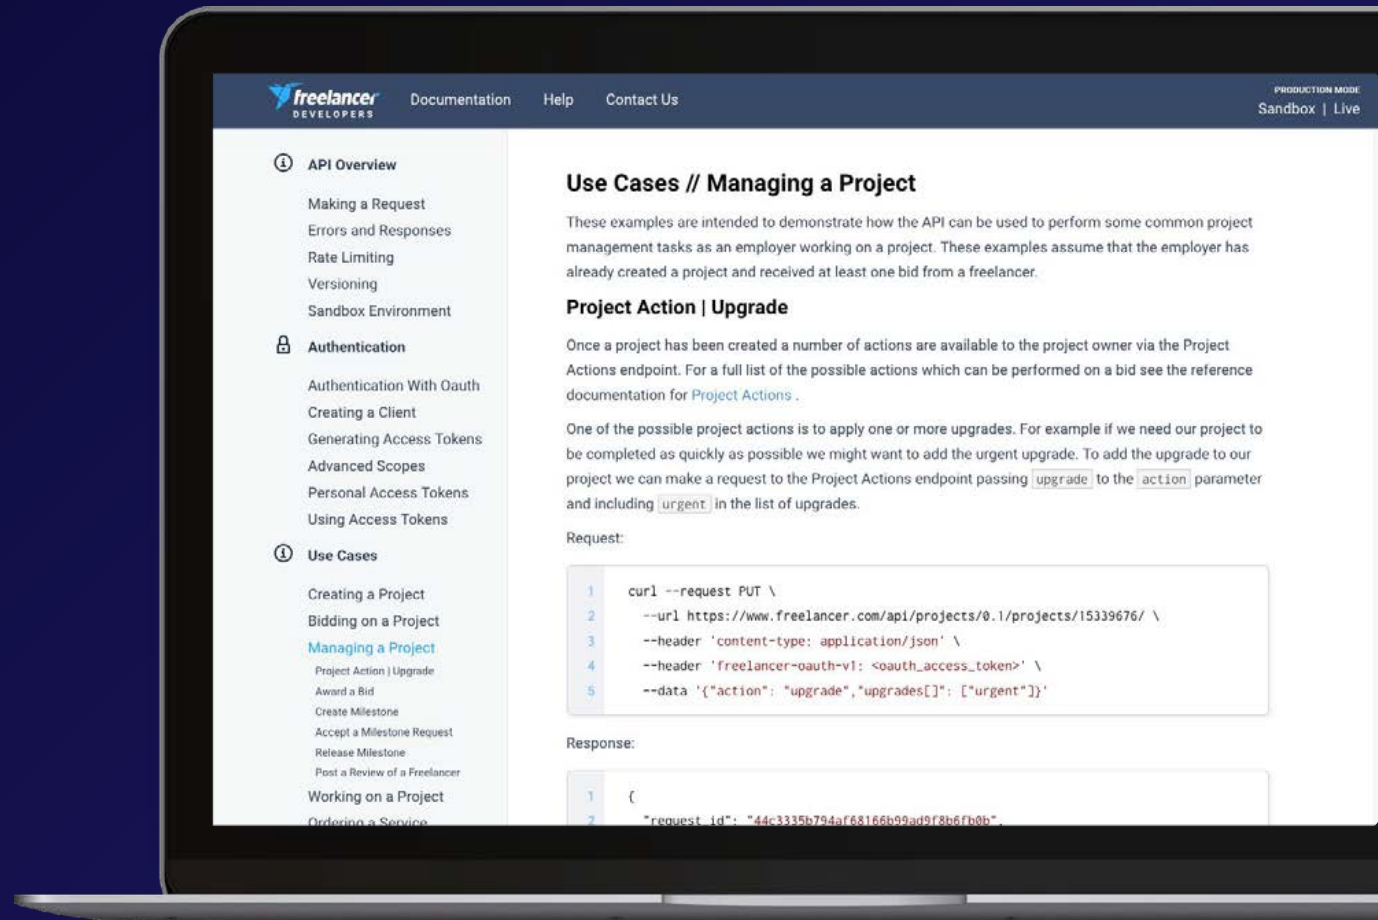 freelancer
DEVELOPERS
Documentation
Help
Contact Us
PRODUCTION MODE
Sandbox | Live
API Overview
Making a Request
Errors and Responses
Rate Limiting
Versioning
Sandbox Environment
Authentication
Authentication With Oauth
Creating a Client
Generating Access Tokens
Advanced Scopes
Personal Access Tokens
Using Access Tokens
Use Cases
Creating a Project
Bidding on a Project
Managing a Project
Project Action | Upgrade
Award a Bid
Create Milestone
Accept a Milestone Request
Release Milestone
Post a Review of a Freelancer
Working on a Project
Ordering a Service
Use Cases // Managing a Project
These examples are intended to demonstrate how the API can be used to perform some common project
management tasks as an employer working on a project. These examples assume that the employer has
already created a project and received at least one bid from a freelancer.
Project Action | Upgrade
Once a project has been created a number of actions are available to the project owner via the Project
Actions endpoint. For a full list of the possible actions which can be performed on a bid see the reference
documentation for Project Actions .
One of the possible project actions is to apply one or more upgrades. For example if we need our project to
be completed as quickly as possible we might want to add the urgent upgrade. To add the upgrade to our
project we can make a request to the Project Actions endpoint passing upgrade to the action parameter
and including urgent in the list of upgrades.
Request:
1 curl --request PUT \
2 --url https://www.freelancer.com/api/projects/0.1/projects/15339676/ \
3 --header 'content-type: application/json' \
4 --header 'freelancer-oauth-v1: <oauth_access_token>' \
5 --data '{"action": "upgrade","upgrades[]": ["urgent"]}'
Response:
1 {
2 "request_id": "44c3335b794af68166b99ad9f8b6fb0b",